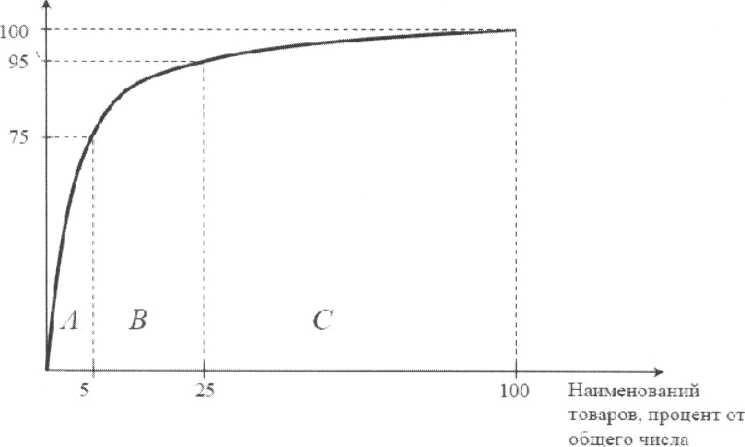 100
95
75
A B C
5 25 100 Наименований
товаров, процент от
общего числа